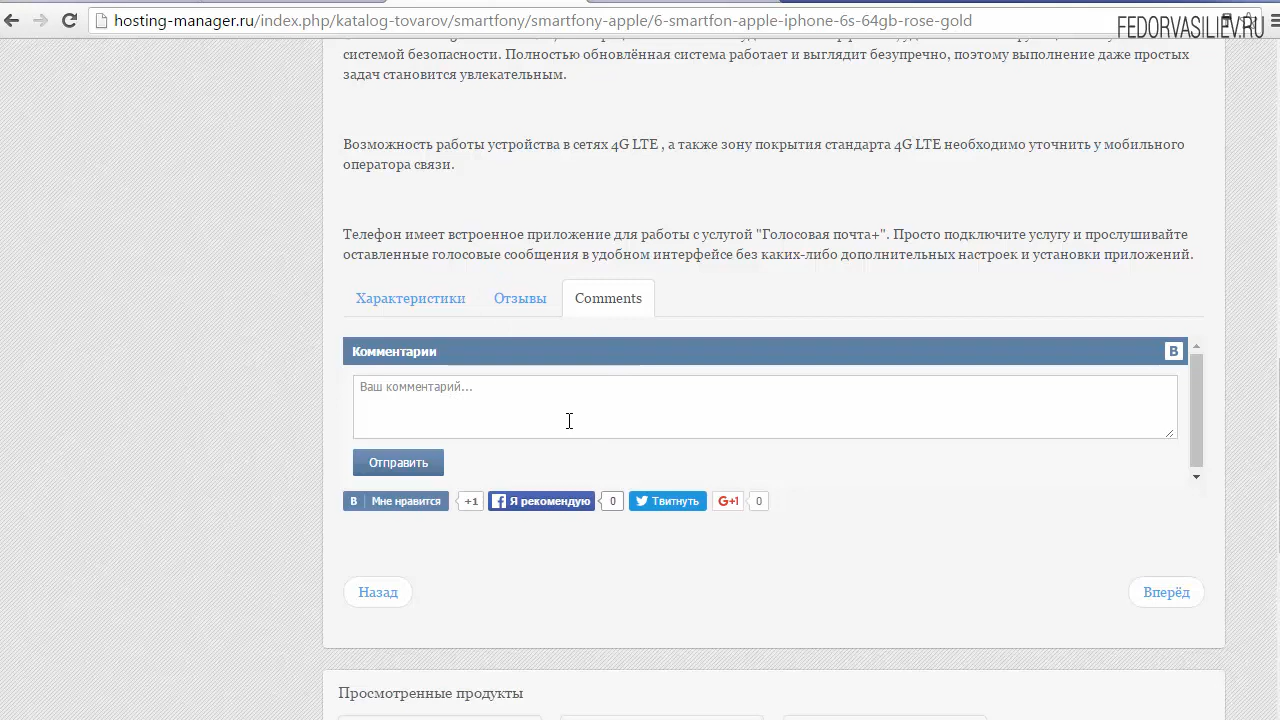 hosting-manager.ru/index.php/katalog-tovarov/smartfony/smartfony-apple/6-smartfon-apple-iphone-6s-64gb-rose-gold
FEDORVASILIEV.RU
системой безопасности. Полностью обновлённая система работает и выглядит безупречно, поэтому выполнение даже простых
задач становится увлекательным.
Возможность работы устройства в сетях 4G LTE , а также зону покрытия стандарта 4G LTE необходимо уточнить у мобильного
оператора связи.
Телефон имеет встроенное приложение для работы с услугой "Голосовая почта+". Просто подключите услугу и прослушивайте
оставленные голосовые сообщения в удобном интерфейсе без каких-либо дополнительных настроек и установки приложений.
Характеристики Отзывы Comments
Комментарии B
Ваш комментарий...
Отправить
B Мне нравится +1 f Я рекомендую 0 Твитнуть G+1 0
Назад Вперёд
Просмотренные продукты